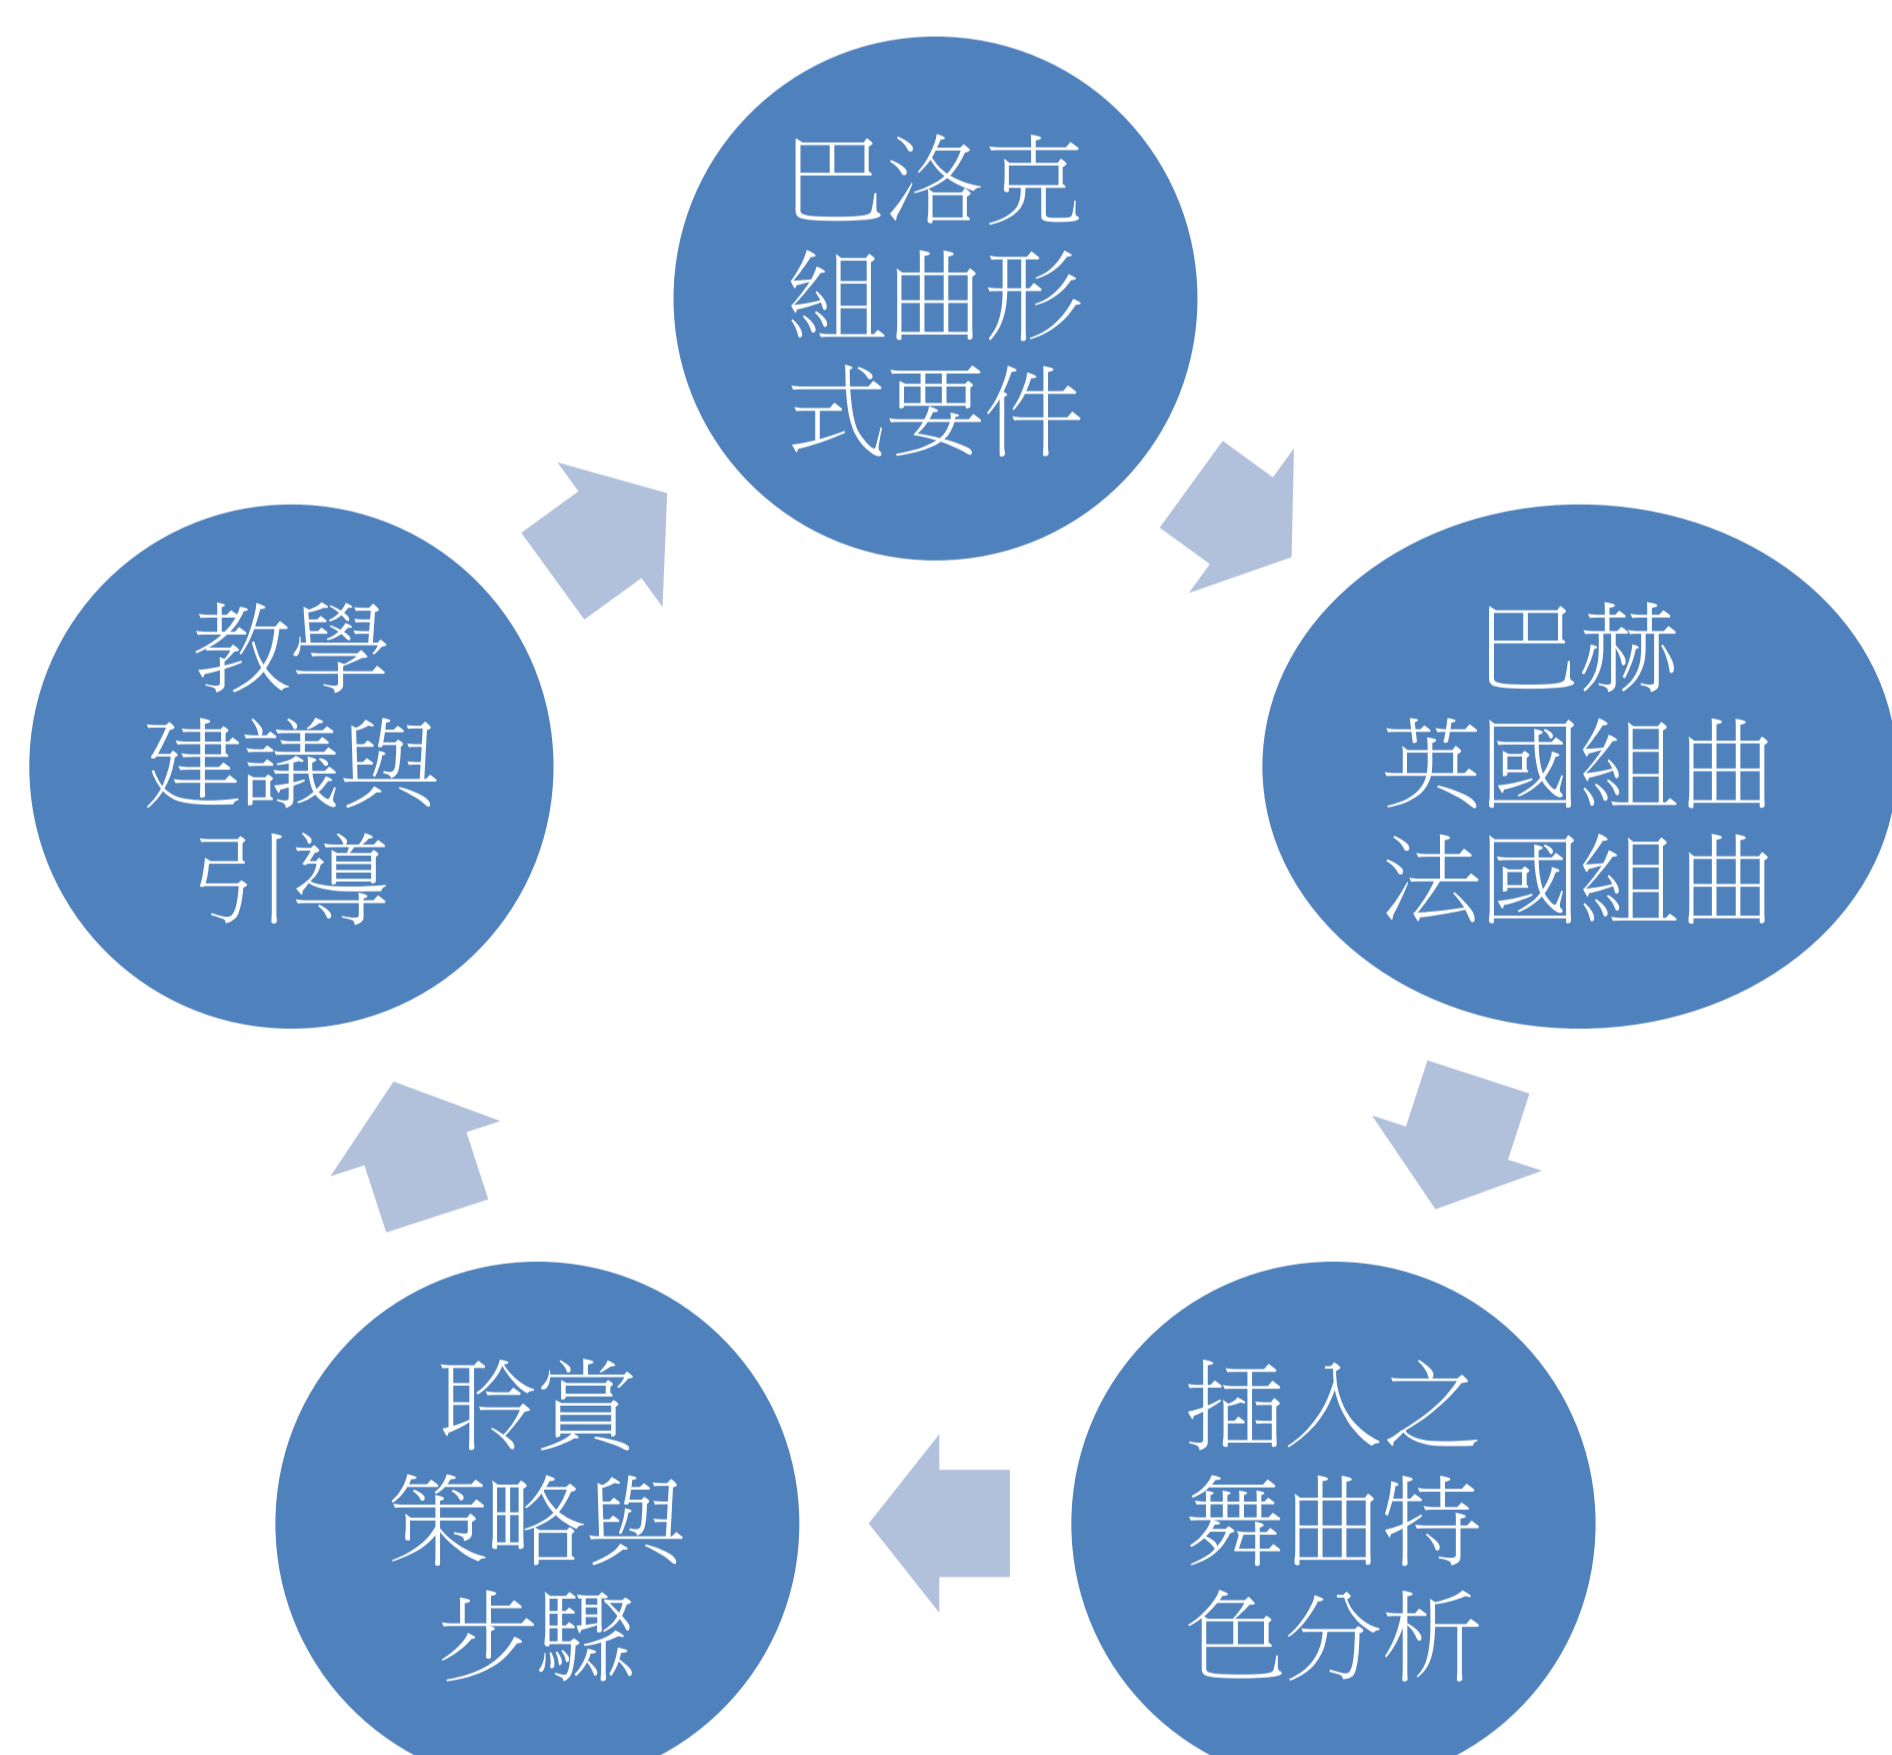 巴洛克
組曲形
式要件
巴赫
英國組曲
法國組曲
插入之
舞曲特
色分析
聆賞
策略與
步驟
教學
建議與
引導